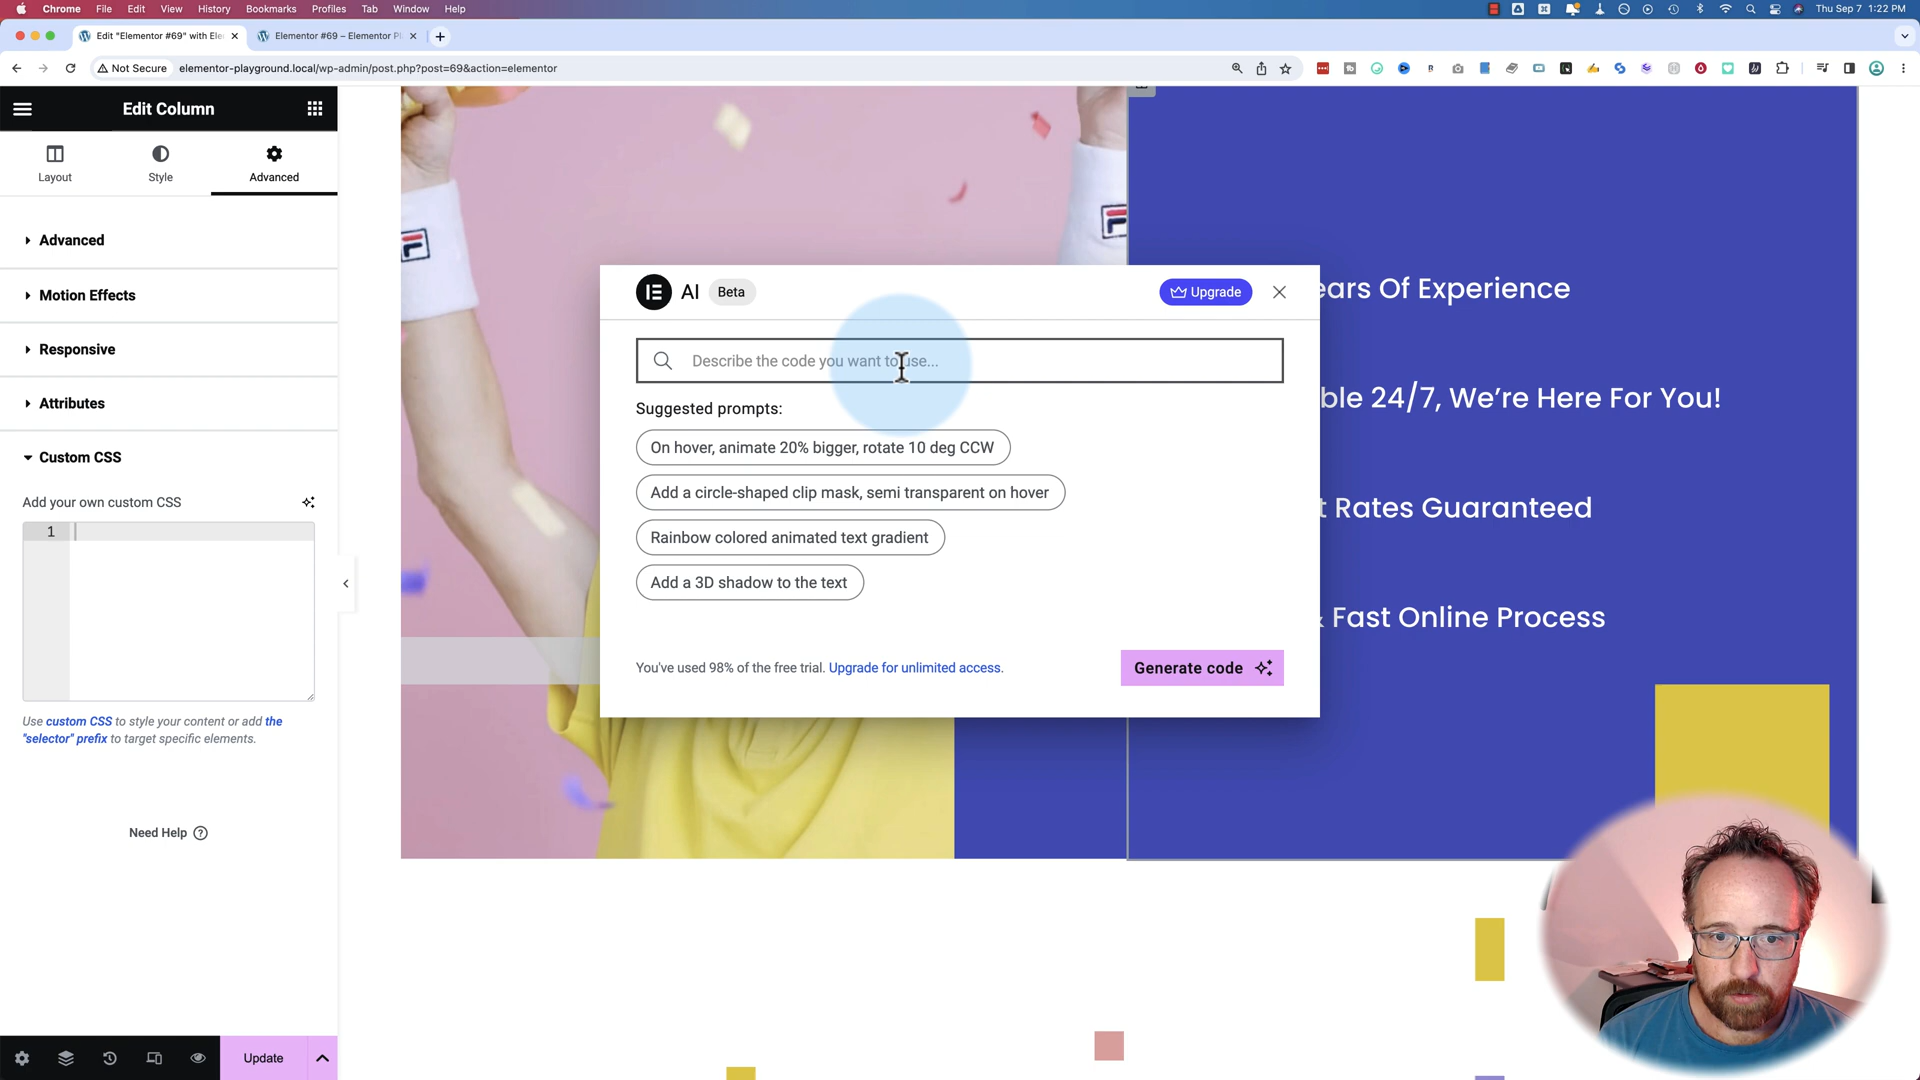 Chrome File Edit View History Bookmarks Profiles Tab Window Help
Thu Sep 7 1:22 PM
Edit "Elementor #69" with Ele
Elementor #69 – Elementor P
Not Secure
elementor-playground.local/wp-admin/post.php?post=69&action=elementor
Edit Column
Layout
Style
Advanced
Advanced
Motion Effects
Responsive
Attributes
Custom CSS
Add your own custom CSS
1
Use custom CSS to style your content or add the
"selector" prefix to target specific elements.
Need Help
Update
AI Beta
Upgrade
Describe the code you want to use...
Suggested prompts:
On hover, animate 20% bigger, rotate 10 deg CCW
Add a circle-shaped clip mask, semi transparent on hover
Rainbow colored animated text gradient
Add a 3D shadow to the text
You've used 98% of the free trial. Upgrade for unlimited access.
Generate code
ears Of Experience
ble 24/7, We're Here For You!
t Rates Guaranteed
& Fast Online Process